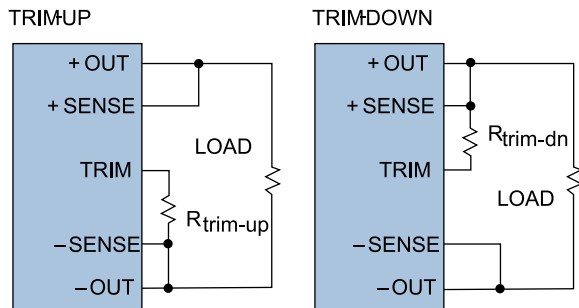 TRIM-UP
+ OUT
+ SENSE
TRIM
– SENSE
– OUT
LOAD
Rtrim-up
TRIM-DOWN
+ OUT
+ SENSE
TRIM
– SENSE
– OUT
Rtrim-dn
LOAD